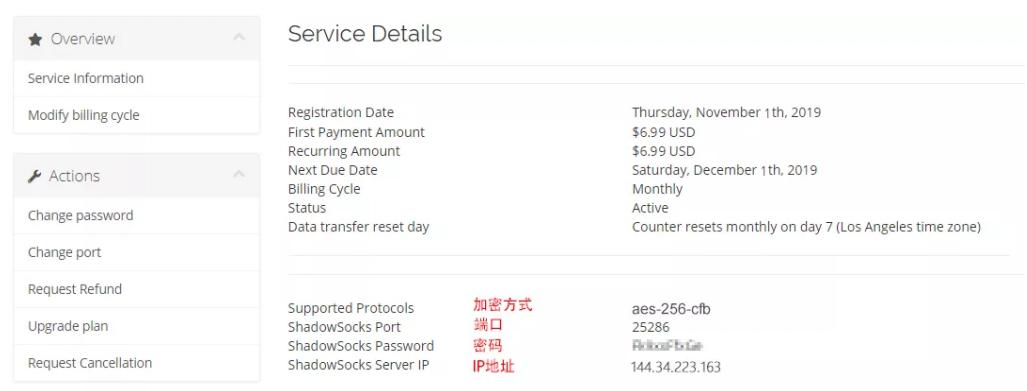 Overview
Service Information
Modify billing cycle
Actions
Change password
Change port
Request Refund
Upgrade plan
Request Cancellation
Service Details
Registration Date Thursday, November 1th, 2019
First Payment Amount $6.99 USD
Recurring Amount $6.99 USD
Next Due Date Saturday, December 1th, 2019
Billing Cycle Monthly
Status Active
Data transfer reset day Counter resets monthly on day 7 (Los Angeles time zone)
Supported Protocols 加密方式 aes-256-cfb
ShadowSocks Port 端口 25286
ShadowSocks Password 密码
ShadowSocks Server IP IP地址 144.34.223.163